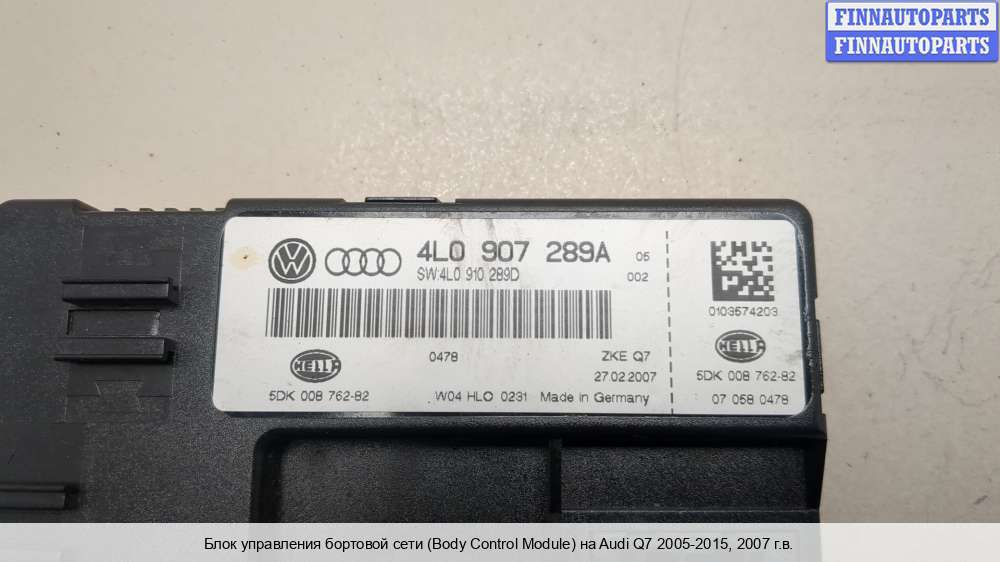 FINNAUTOPARTS
FINNAUTOPARTS
4L0 907 289A 05
SW:4L0 910 289D 002
0103574203
0478 ZKE Q7
HELLA
27.02.2007
HELLA
5DK 008 762-82
5DK 008 762-82 W04 HLO 0231 Made in Germany
07 058 0478
Блок управления бортовой сети (Body Control Module) на Audi Q7 2005-2015, 2007 г.в.